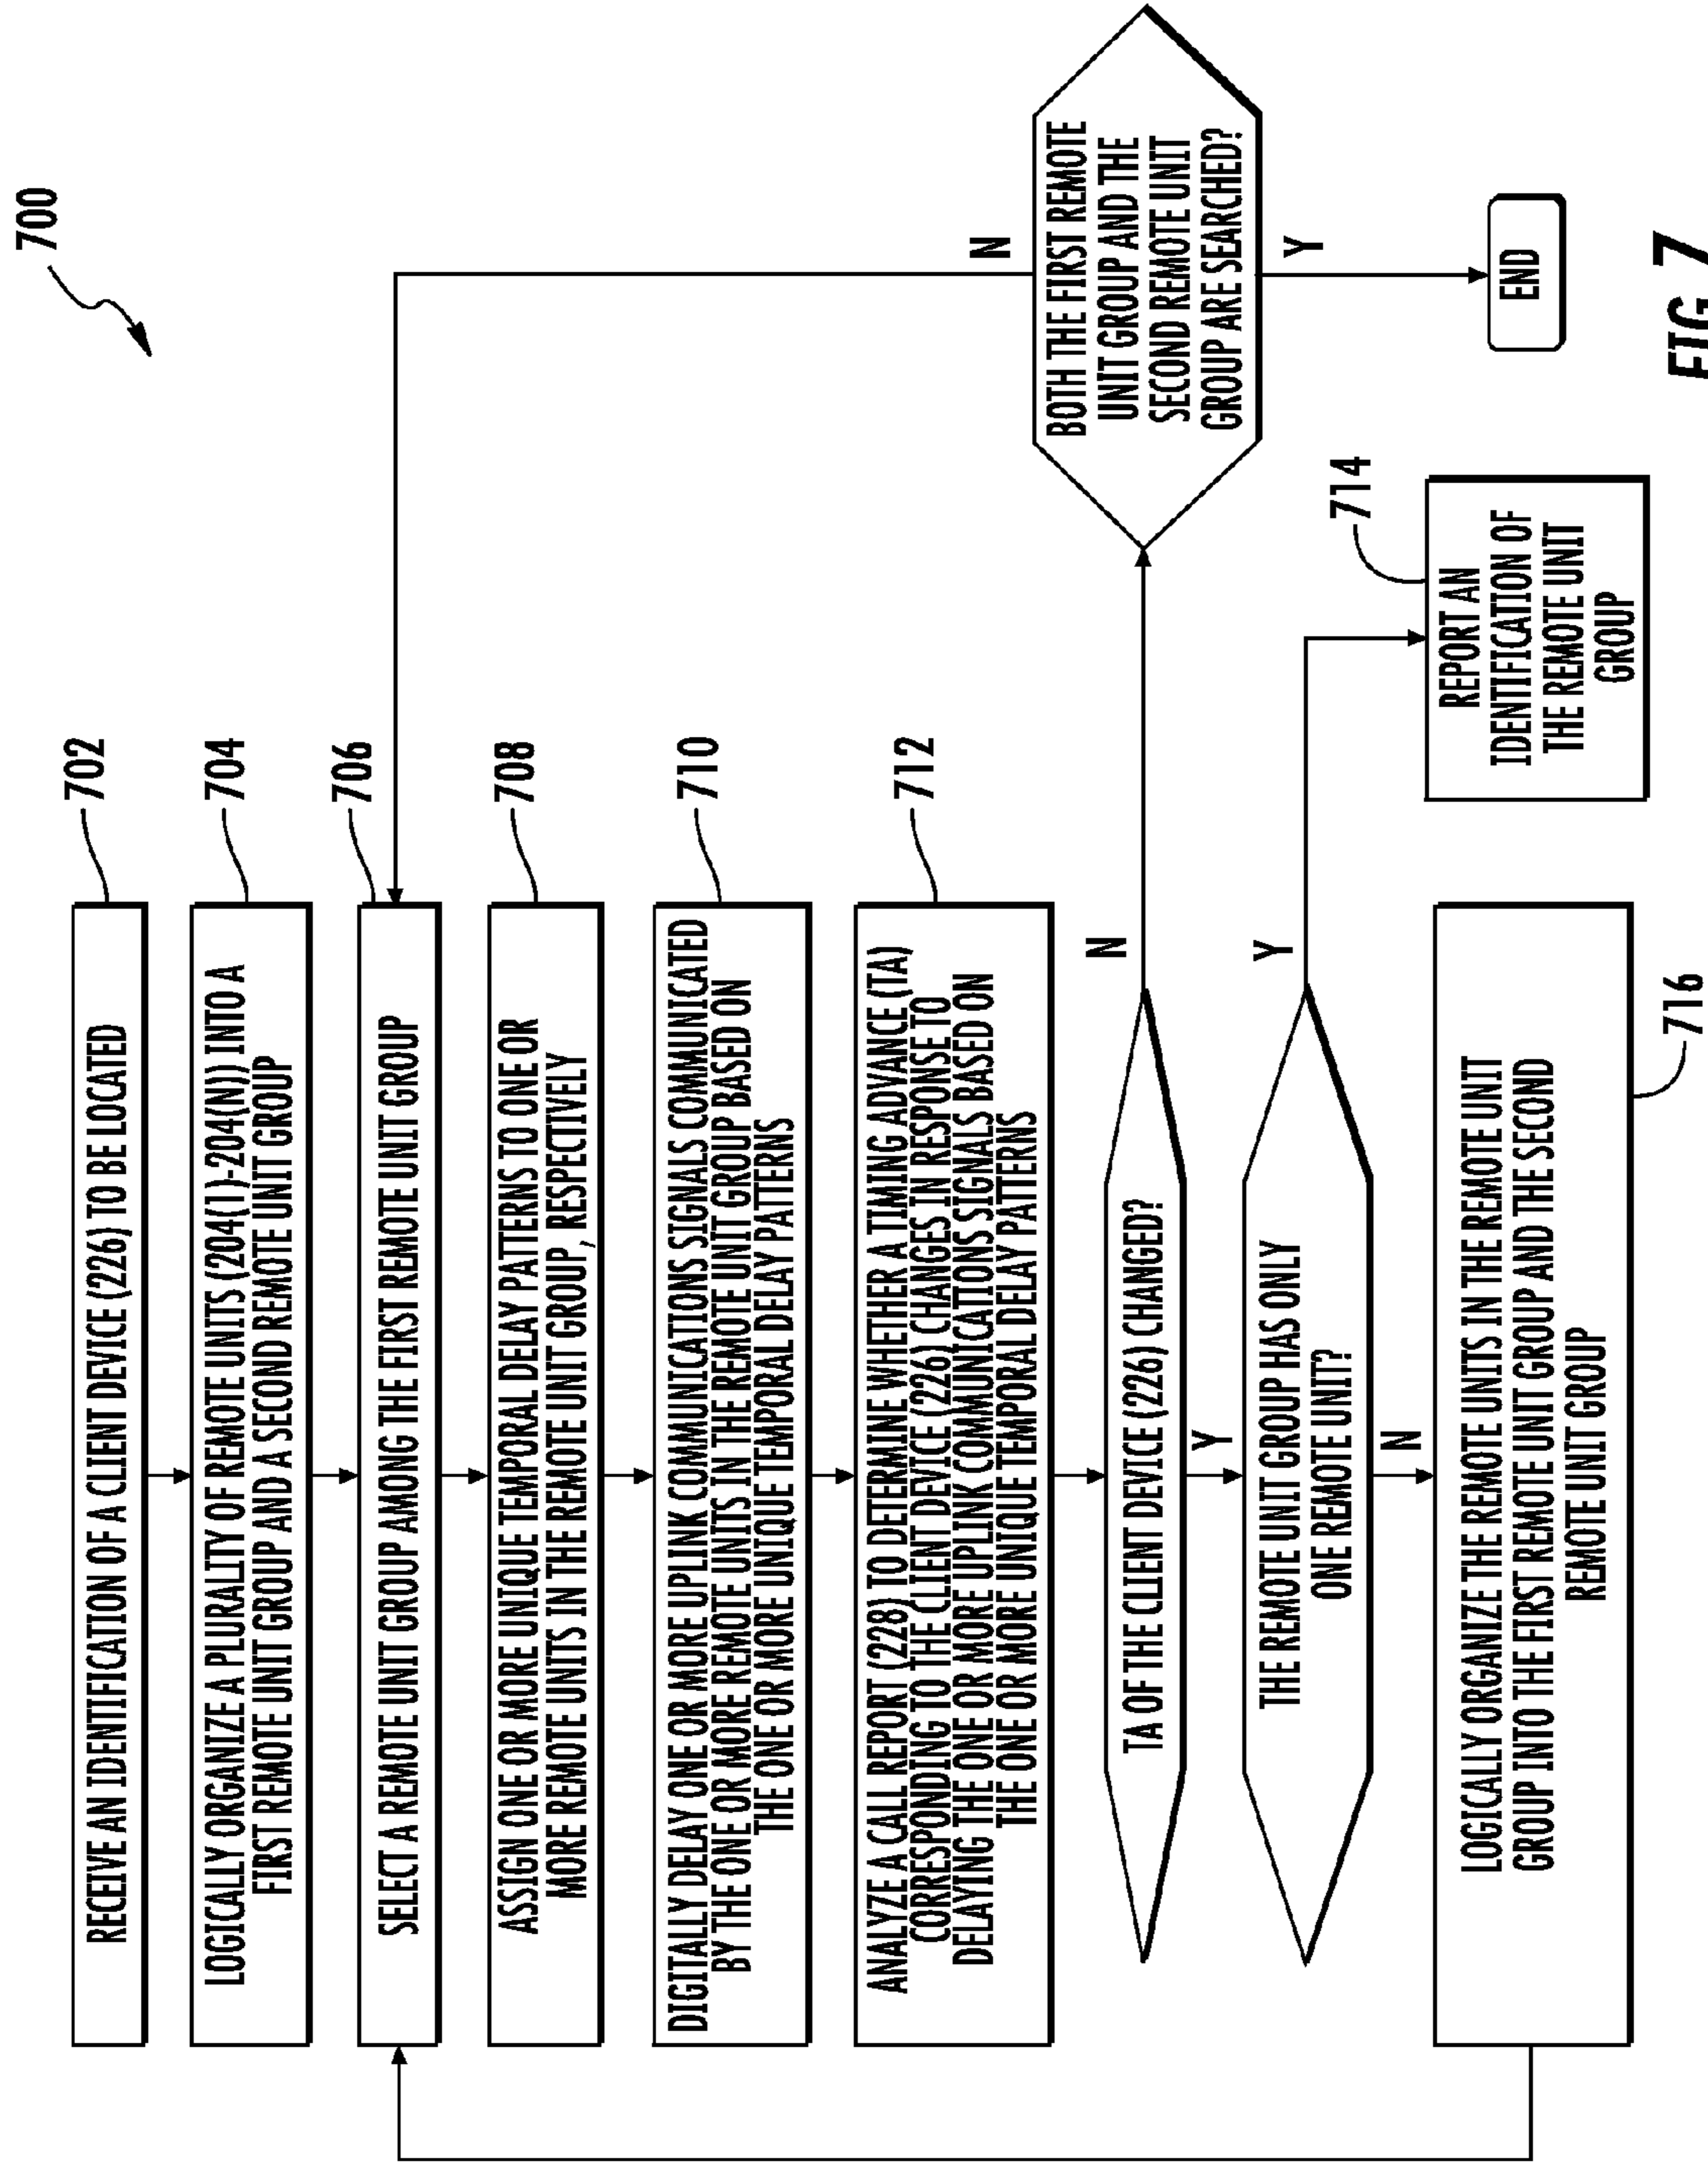 700
RECEIVE AN IDENTIFICATION OF A CLIENT DEVICE (226) TO BE LOCATED
702
LOGICALLY ORGANIZE A PLURALITY OF REMOTE UNITS (204(1)-204(N)) INTO A
FIRST REMOTE UNIT GROUP AND A SECOND REMOTE UNIT GROUP
704
SELECT A REMOTE UNIT GROUP AMONG THE FIRST REMOTE UNIT GROUP
706
ASSIGN ONE OR MORE UNIQUE TEMPORAL DELAY PATTERNS TO ONE OR
MORE REMOTE UNITS IN THE REMOTE UNIT GROUP, RESPECTIVELY
708
DIGITALLY DELAY ONE OR MORE UPLINK COMMUNICATIONS SIGNALS COMMUNICATED
BY THE ONE OR MORE REMOTE UNITS IN THE REMOTE UNIT GROUP BASED ON
THE ONE OR MORE UNIQUE TEMPORAL DELAY PATTERNS
710
ANALYZE A CALL REPORT (228) TO DETERMINE WHETHER A TIMING ADVANCE (TA)
CORRESPONDING TO THE CLIENT DEVICE (226) CHANGES IN RESPONSE TO
DELAYING THE ONE OR MORE UPLINK COMMUNICATIONS SIGNALS BASED ON
THE ONE OR MORE UNIQUE TEMPORAL DELAY PATTERNS
712
TA OF THE CLIENT DEVICE (226) CHANGED?
N
Y
BOTH THE FIRST REMOTE
UNIT GROUP AND THE
SECOND REMOTE UNIT
GROUP ARE SEARCHED?
N
Y
END
THE REMOTE UNIT GROUP HAS ONLY
ONE REMOTE UNIT?
Y
N
REPORT AN
IDENTIFICATION OF
THE REMOTE UNIT
GROUP
714
LOGICALLY ORGANIZE THE REMOTE UNITS IN THE REMOTE UNIT
GROUP INTO THE FIRST REMOTE UNIT GROUP AND THE SECOND
REMOTE UNIT GROUP
716
FIG. 7